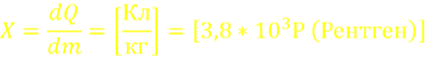 X = dQ/dm = [Кл/кг] = [3,8 * 10³Р (Рентген)]